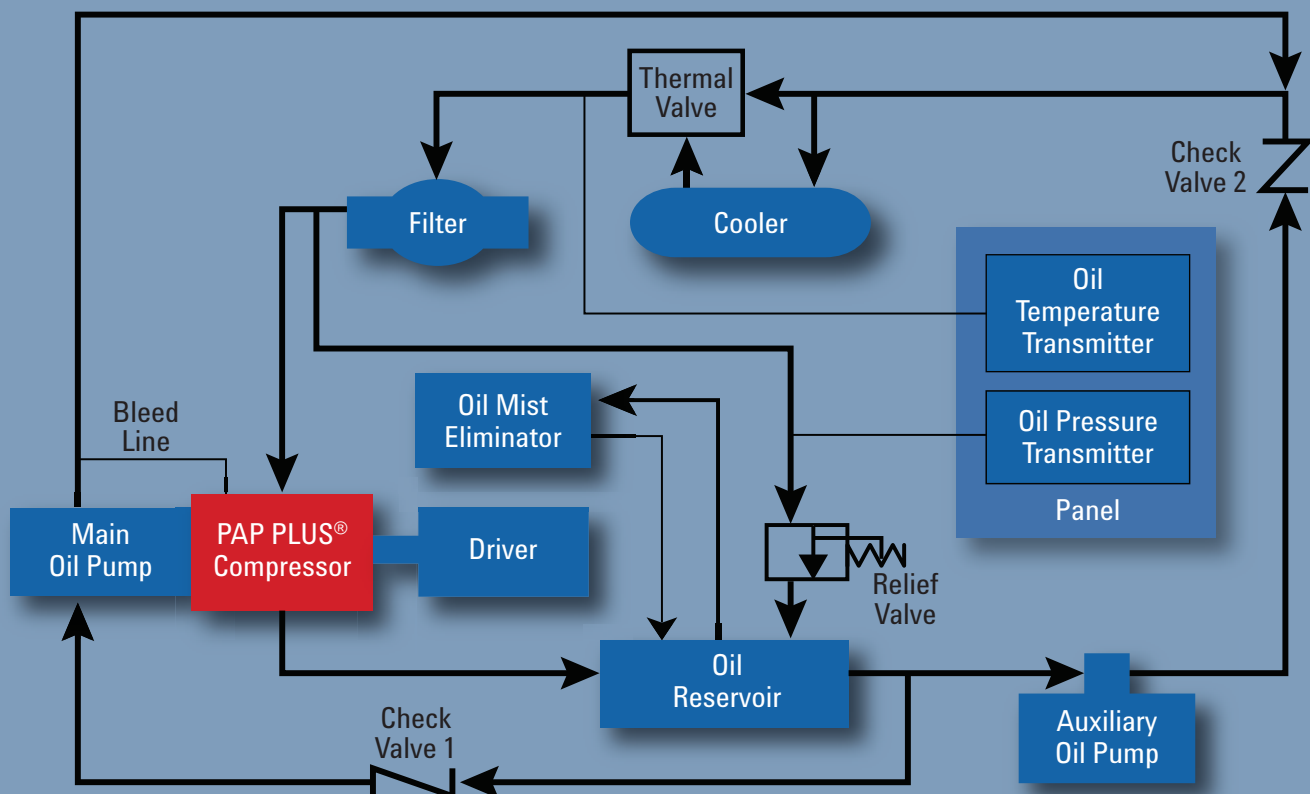 Thermal
Valve
Check
Valve 2
Filter
Cooler
Oil
Temperature
Transmitter
Oil Pressure
Transmitter
Panel
Oil Mist
Eliminator
Bleed
Line
Main
Oil Pump
PAP PLUS®
Compressor
Driver
Relief
Valve
Oil
Reservoir
Check
Valve 1
Auxiliary
Oil Pump